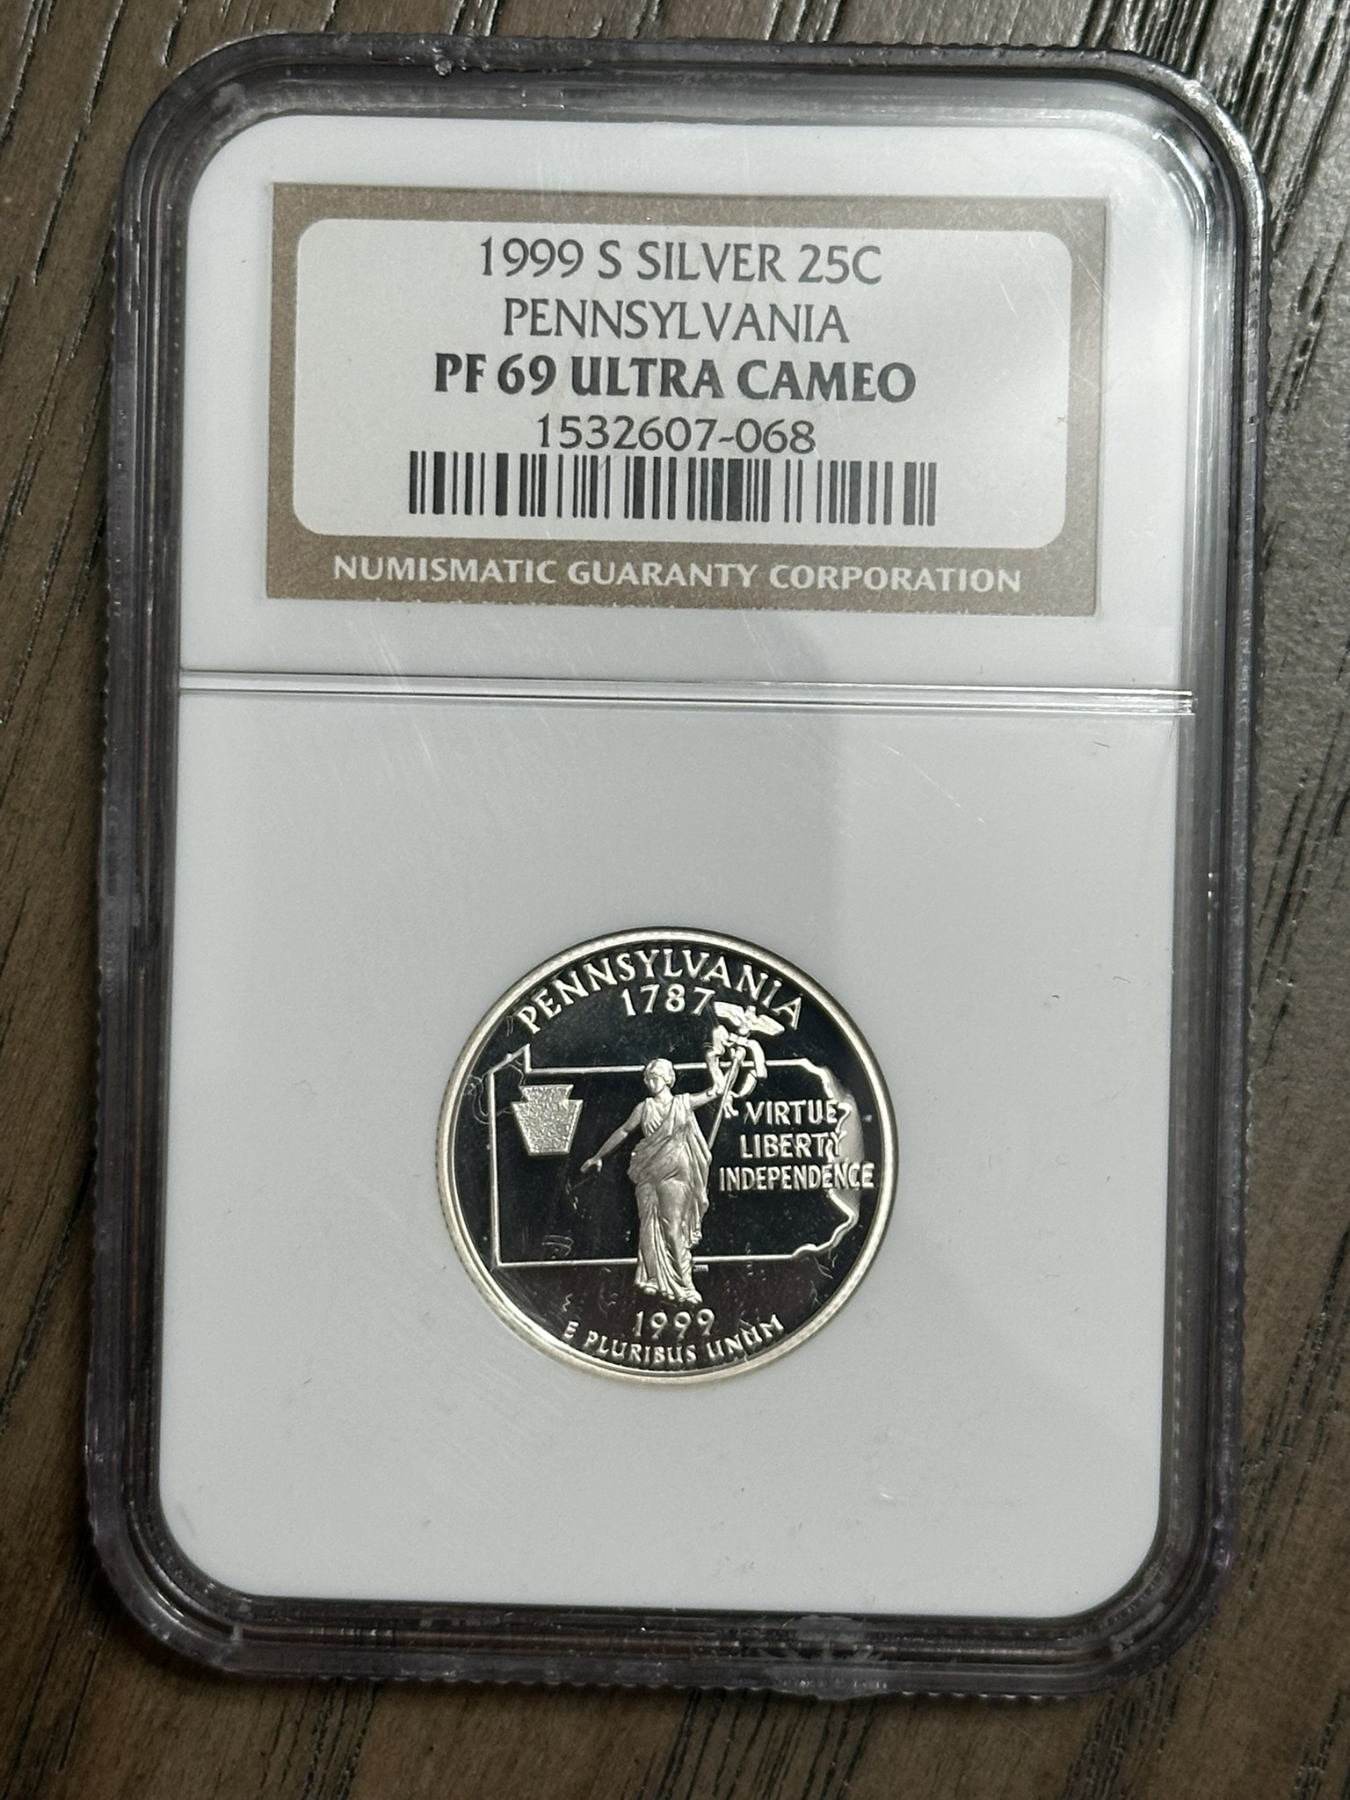 1999 S SILVER 25C
PENNSYLVANIA
PF 69 ULTRA CAMEO
1532607-068
NUMISMATIC GUARANTY CORPORATION
PENNSYLVANIA
1787
VIRTUE
LIBERTY
INDEPENDENCE
1999
E PLURIBUS UNUM